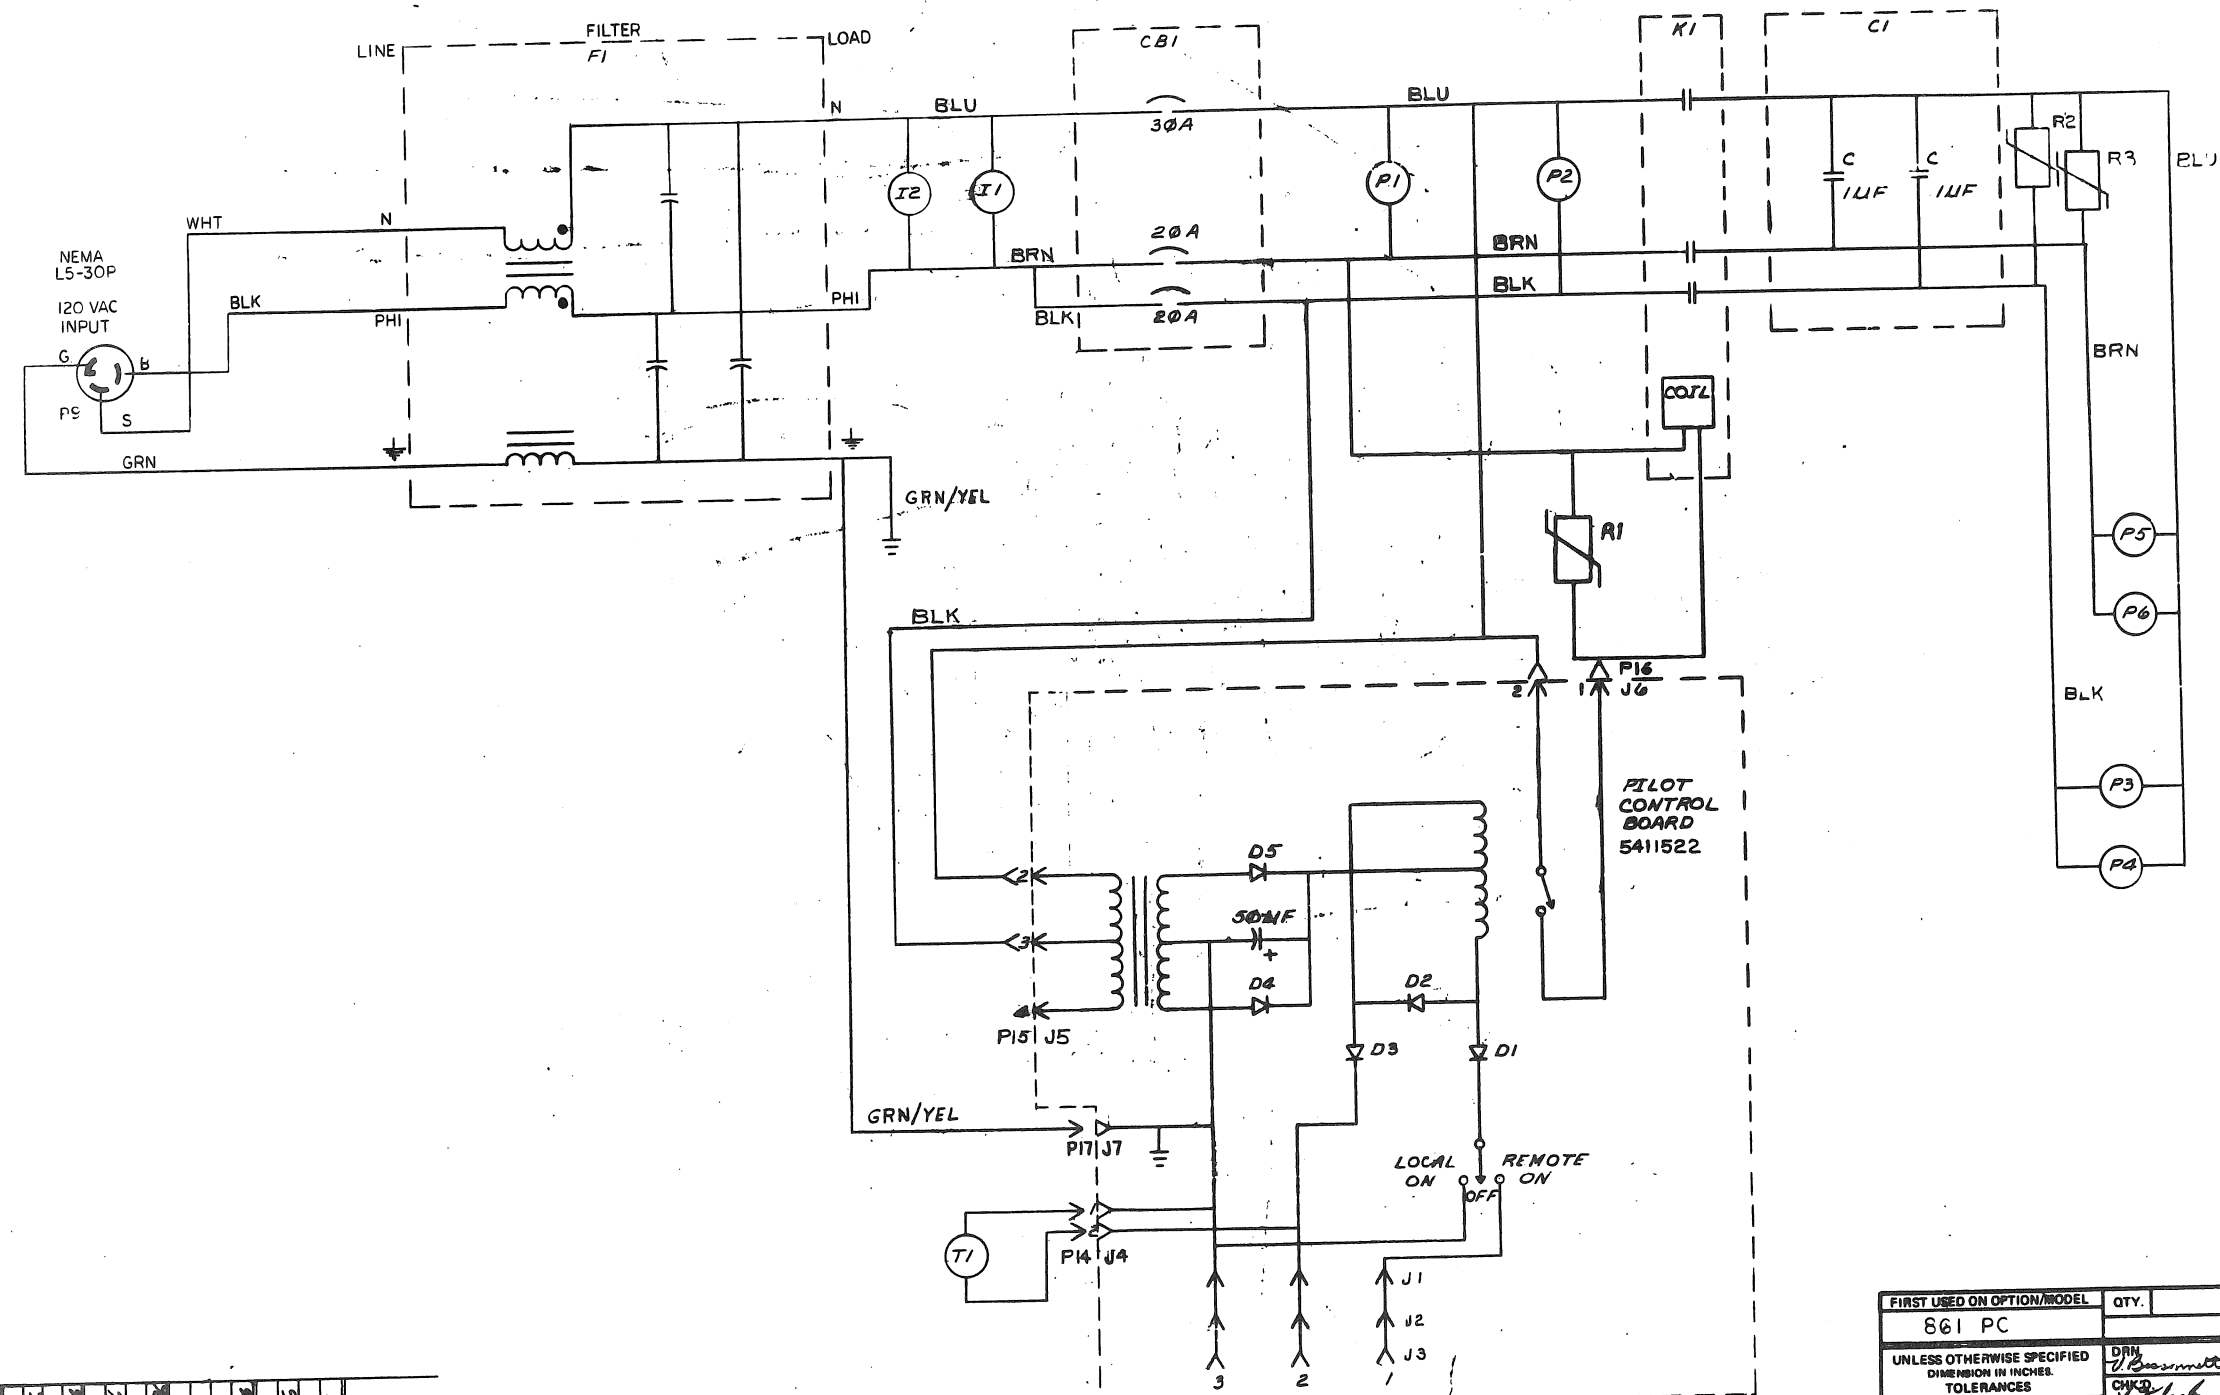 FILTER
LINE
F1
LOAD
CB1
K1
C1
N
BLU
BLU
30A
R2
C
1UF
C
1UF
R3
BLU
I2
I1
P1
P2
WHT
N
20A
BRN
BRN
NEMA
L5-30P
120 VAC
INPUT
BLK
PHI
PHI
BLK
20A
BLK
G
B
P9
S
BRN
COIL
GRN
GRN/YEL
R1
P5
P6
BLK
P16
2
1
J6
BLK
PILOT
CONTROL
BOARD
5411522
P3
P4
D5
2
50UF
3
+
D4
D2
4
P15
J5
D3
D1
GRN/YEL
P17
J7
LOCAL
ON
OFF
REMOTE
ON
1
2
P14
J4
T1
J1
J2
J3
3
2
1
FIRST USED ON OPTION/MODEL
QTY.
861 PC
UNLESS OTHERWISE SPECIFIED
DIMENSION IN INCHES.
TOLERANCES
DRN.
CHK'D.